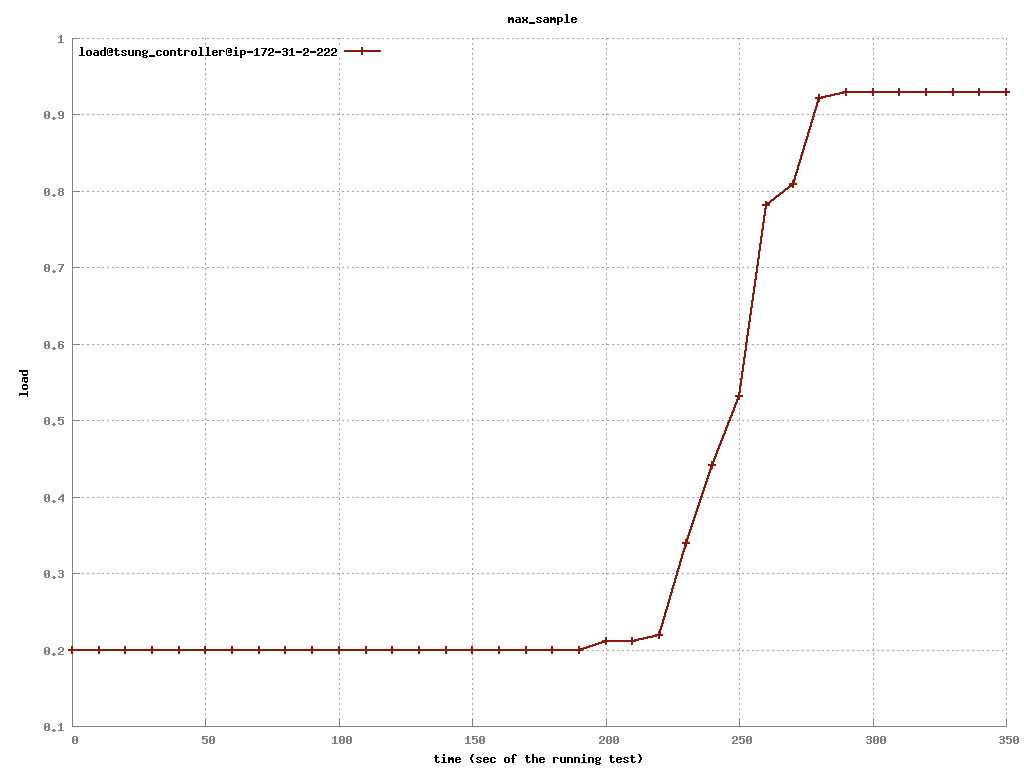 max_sample
load@tsung_controller@ip-172-31-2-222
1
0.9
0.8
0.7
0.6
0.5
0.4
0.3
0.2
0.1
load
0 50 100 150 200 250 300 350
time (sec of the running test)